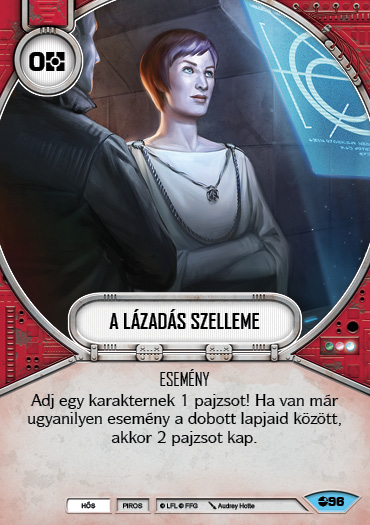 0
A LÁZADÁS SZELLEME
ESEMÉNY
Adj egy karakternek 1 pajzsot! Ha van már
ugyanilyen esemény a dobott lapjaid között,
akkor 2 pajzsot kap.
HŐS PIROS © LFL © FFG Audrey Hotte 96